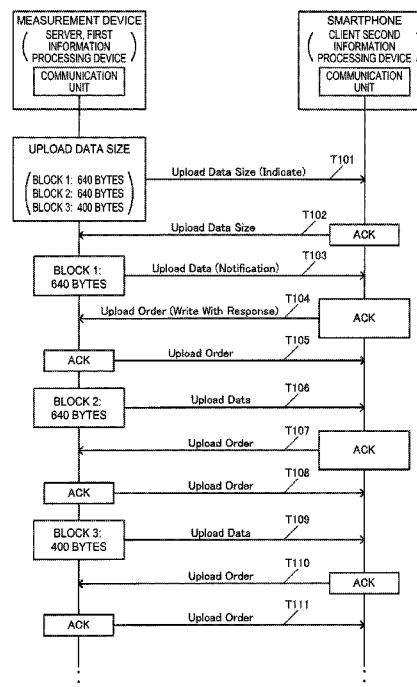 MEASUREMENT DEVICE
(SERVER, FIRST
INFORMATION
PROCESSING DEVICE)
COMMUNICATION
UNIT
SMARTPHONE
(CLIENT SECOND
INFORMATION
PROCESSING DEVICE)
COMMUNICATION
UNIT
UPLOAD DATA SIZE
(BLOCK 1: 640 BYTES
BLOCK 2: 640 BYTES
BLOCK 3: 400 BYTES)
T101
Upload Data Size (Indicate)
T102
Upload Data Size
ACK
T103
BLOCK 1:
640 BYTES
Upload Data (Notification)
T104
Upload Order (Write With Response)
ACK
T105
ACK
Upload Order
T106
BLOCK 2:
640 BYTES
Upload Data
T107
Upload Order
ACK
T108
ACK
Upload Order
T109
BLOCK 3:
400 BYTES
Upload Data
T110
Upload Order
ACK
T111
ACK
Upload Order